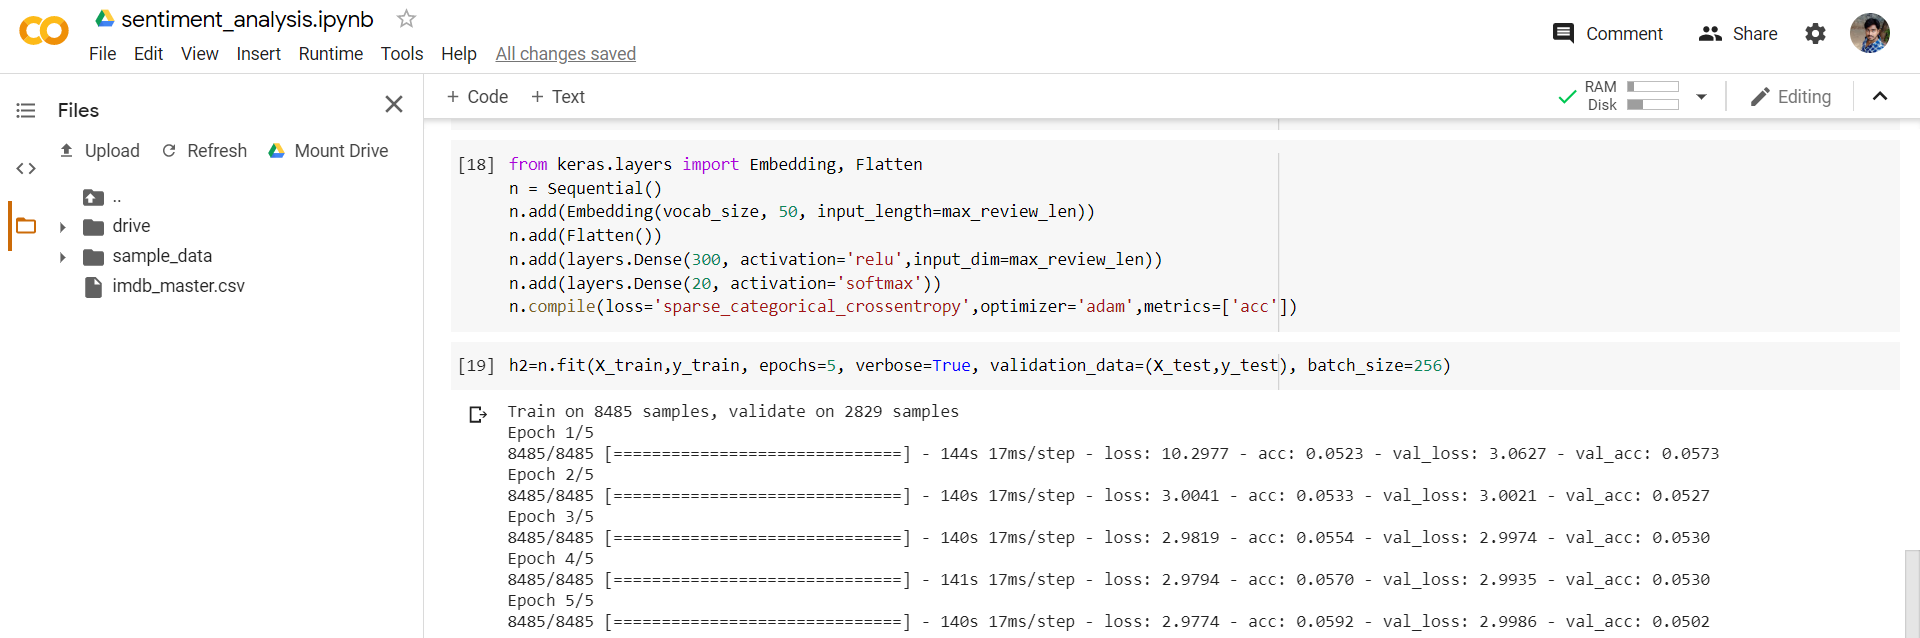 sentiment_analysis.ipynb
File Edit View Insert Runtime Tools Help All changes saved
Comment Share
Files
Upload Refresh Mount Drive
..
drive
sample_data
imdb_master.csv
+ Code + Text
RAM
Disk
Editing
[18] from keras.layers import Embedding, Flatten
n = Sequential()
n.add(Embedding(vocab_size, 50, input_length=max_review_len))
n.add(Flatten())
n.add(layers.Dense(300, activation='relu',input_dim=max_review_len))
n.add(layers.Dense(20, activation='softmax'))
n.compile(loss='sparse_categorical_crossentropy',optimizer='adam',metrics=['acc'])
[19] h2=n.fit(X_train,y_train, epochs=5, verbose=True, validation_data=(X_test,y_test), batch_size=256)
Train on 8485 samples, validate on 2829 samples
Epoch 1/5
8485/8485 [==============================] - 144s 17ms/step - loss: 10.2977 - acc: 0.0523 - val_loss: 3.0627 - val_acc: 0.0573
Epoch 2/5
8485/8485 [==============================] - 140s 17ms/step - loss: 3.0041 - acc: 0.0533 - val_loss: 3.0021 - val_acc: 0.0527
Epoch 3/5
8485/8485 [==============================] - 140s 17ms/step - loss: 2.9819 - acc: 0.0554 - val_loss: 2.9974 - val_acc: 0.0530
Epoch 4/5
8485/8485 [==============================] - 141s 17ms/step - loss: 2.9794 - acc: 0.0570 - val_loss: 2.9935 - val_acc: 0.0530
Epoch 5/5
8485/8485 [==============================] - 140s 17ms/step - loss: 2.9774 - acc: 0.0592 - val_loss: 2.9986 - val_acc: 0.0502